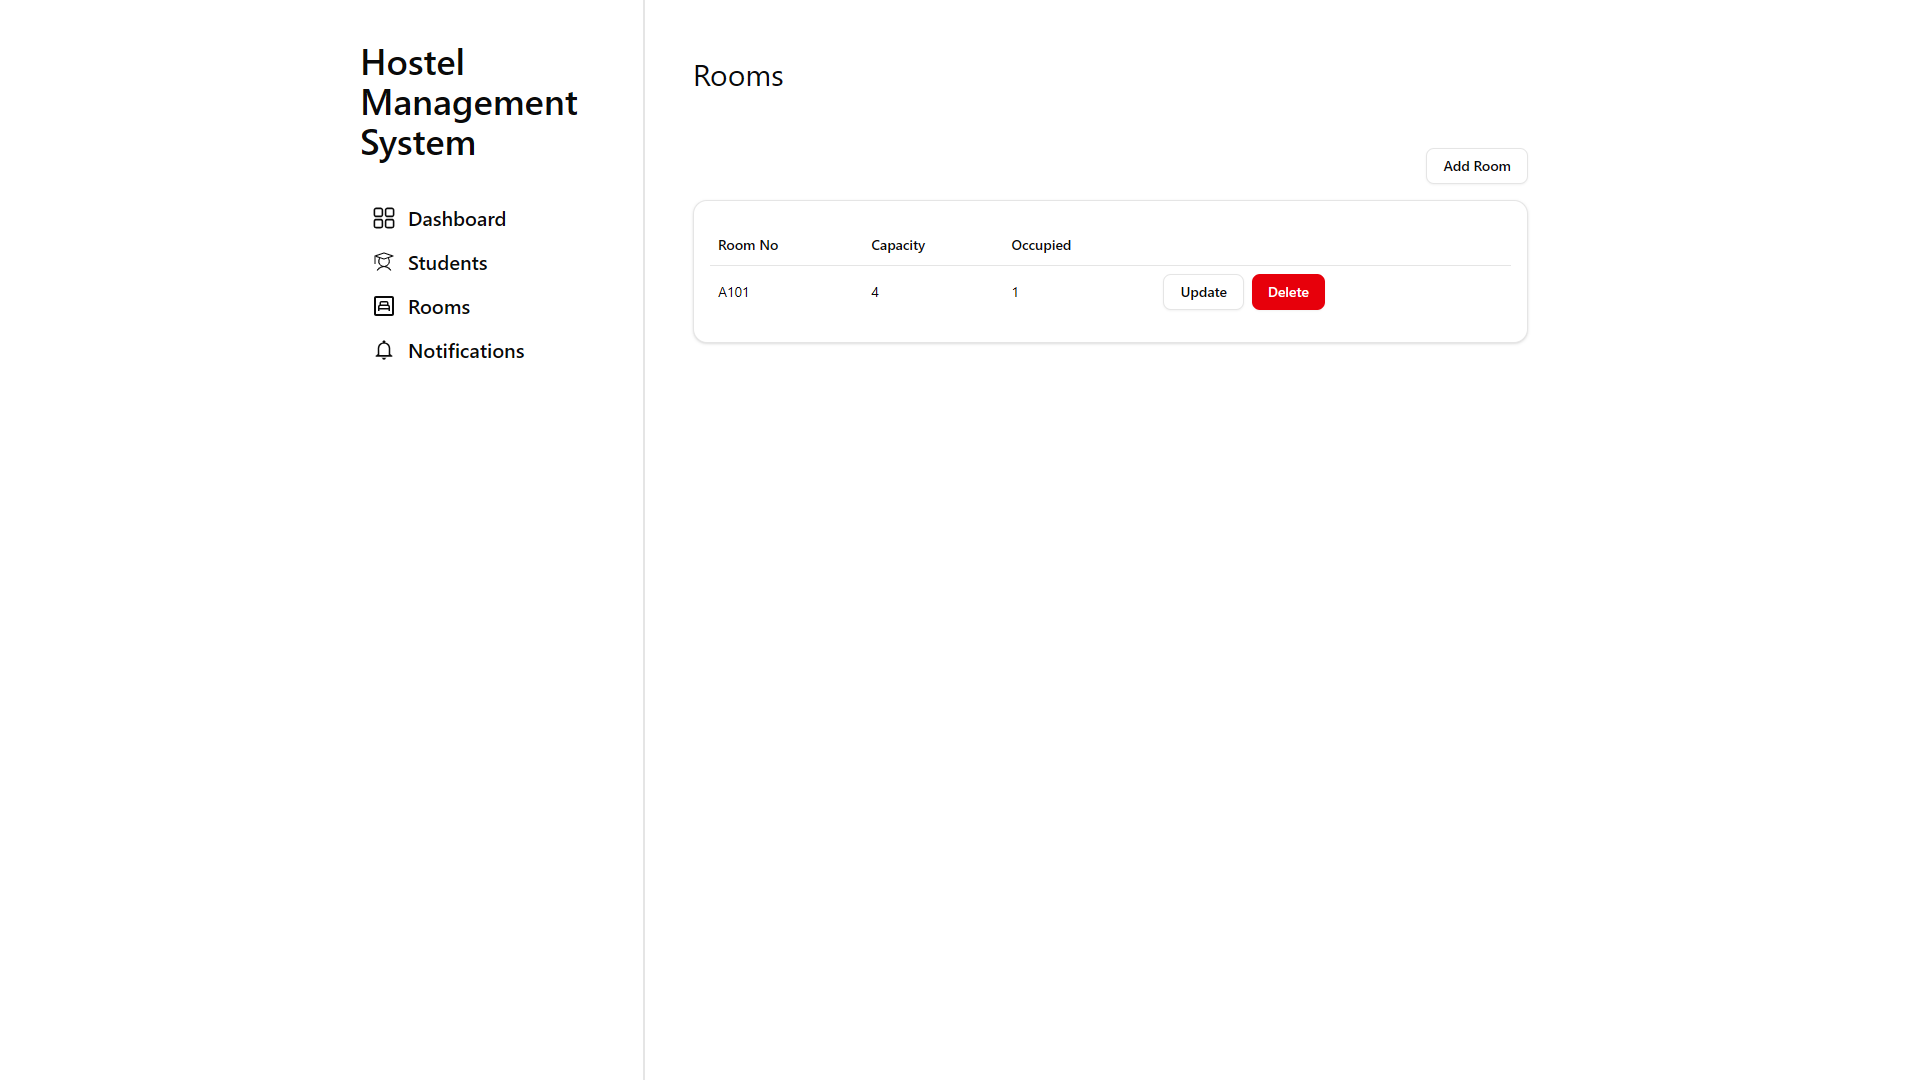 Hostel
Management
System
Dashboard
Students
Rooms
Notifications
Rooms
Add Room
Room No Capacity Occupied
A101 4 1 Update Delete